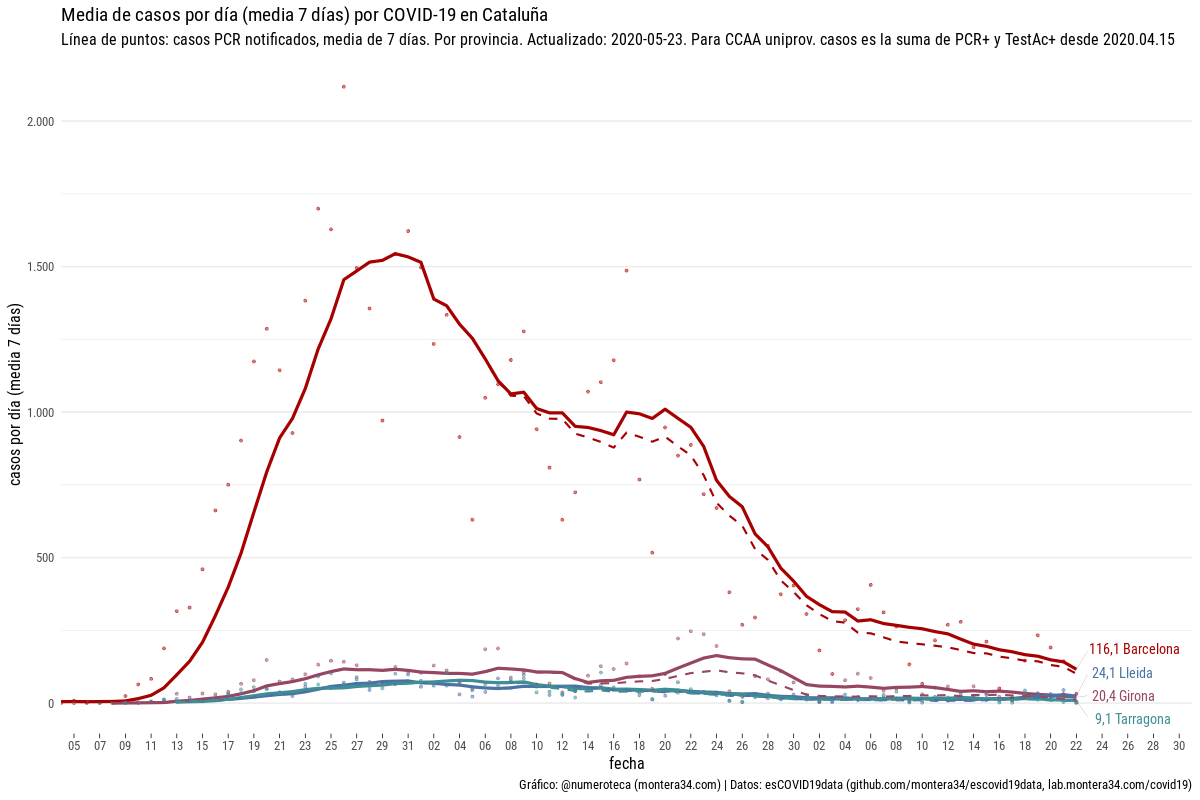 Media de casos por día (media 7 días) por COVID-19 en Cataluña
Línea de puntos: casos PCR notificados, media de 7 días. Por provincia. Actualizado: 2020-05-23. Para CCAA uniprov. casos es la suma de PCR+ y TestAc+ desde 2020.04.15
casos por día (media 7 días)
2.000
1.500
1.000
500
0
116,1 Barcelona
24,1 Lleida
20,4 Girona
9,1 Tarragona
05 07 09 11 13 15 17 19 21 23 25 27 29 31 02 04 06 08 10 12 14 16 18 20 22 24 26 28 30 02 04 06 08 10 12 14 16 18 20 22 24 26 28 30
fecha
Gráfico: @numeroteca (montera34.com) | Datos: esCOVID19data (github.com/montera34/escovid19data, lab.montera34.com/covid19)